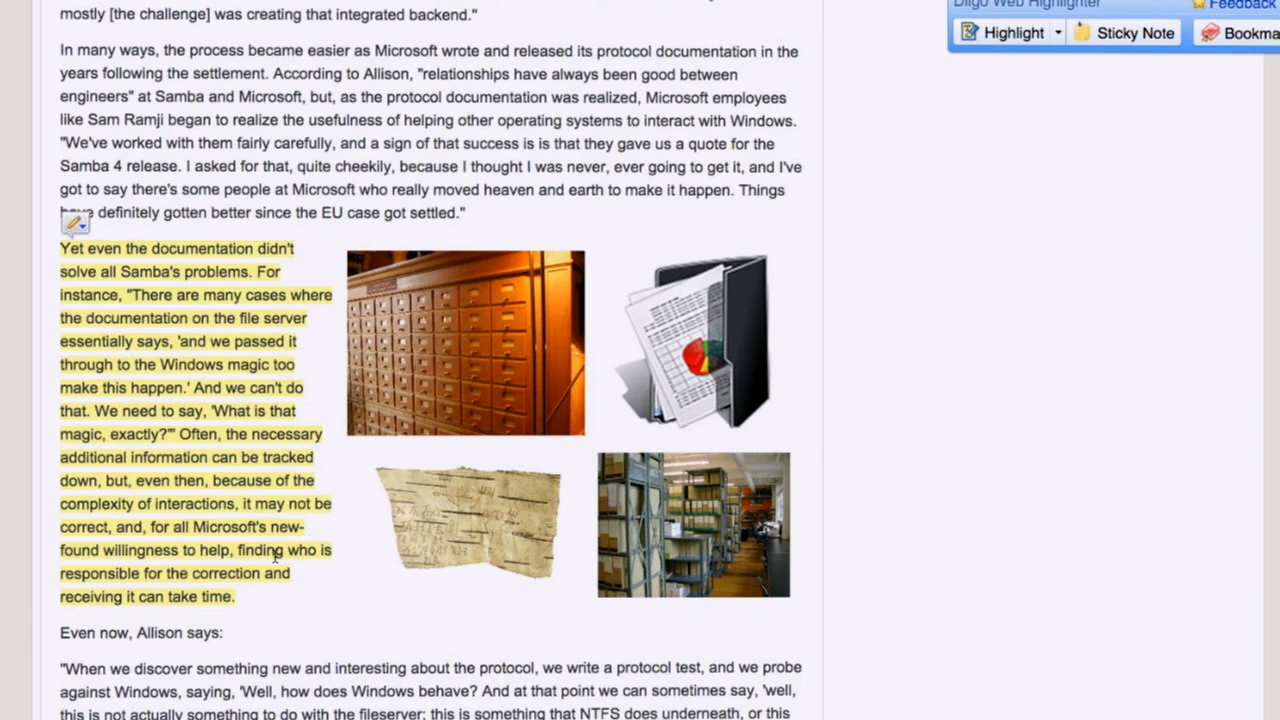 mostly [the challenge] was creating that integrated backend."
Diigo Web Highlighter
Feedback
Highlight
Sticky Note
Bookma
In many ways, the process became easier as Microsoft wrote and released its protocol documentation in the
years following the settlement. According to Allison, "relationships have always been good between
engineers" at Samba and Microsoft, but, as the protocol documentation was realized, Microsoft employees
like Sam Ramji began to realize the usefulness of helping other operating systems to interact with Windows.
"We've worked with them fairly carefully, and a sign of that success is is that they gave us a quote for the
Samba 4 release. I asked for that, quite cheekily, because I thought I was never, ever going to get it, and I've
got to say there's some people at Microsoft who really moved heaven and earth to make it happen. Things
have definitely gotten better since the EU case got settled."
Yet even the documentation didn't
solve all Samba's problems. For
instance, "There are many cases where
the documentation on the file server
essentially says, 'and we passed it
through to the Windows magic too
make this happen.' And we can't do
that. We need to say, 'What is that
magic, exactly?'" Often, the necessary
additional information can be tracked
down, but, even then, because of the
complexity of interactions, it may not be
correct, and, for all Microsoft's new-
found willingness to help, finding who is
responsible for the correction and
receiving it can take time.
Even now, Allison says:
"When we discover something new and interesting about the protocol, we write a protocol test, and we probe
against Windows, saying, 'Well, how does Windows behave? And at that point we can sometimes say, 'well,
this is not actually something to do with the fileserver; this is something that NTFS does underneath, or this